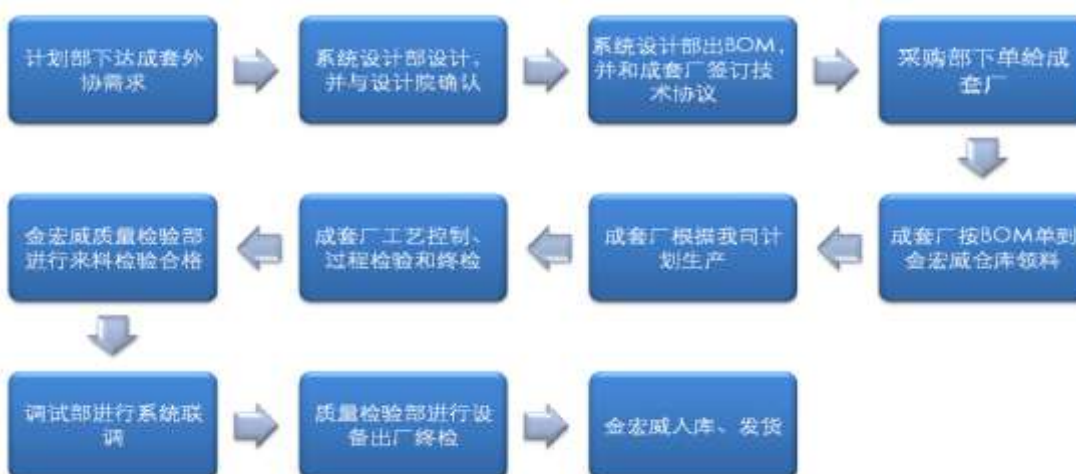 计划部下达成套外
协需求
系统设计部设计,
并与设计院确认
系统设计部出BOM,
并和成套厂签订技
术协议
采购部下单给成
套厂
成套厂按BOM单到
金宏威仓库领料
成套厂根据我司计
划生产
成套厂工艺控制、
过程检验和终检
金宏威质量检验部
进行来料检验合格
调试部进行系统联
调
质量检验部进行设
备出厂终检
金宏威入库、发货